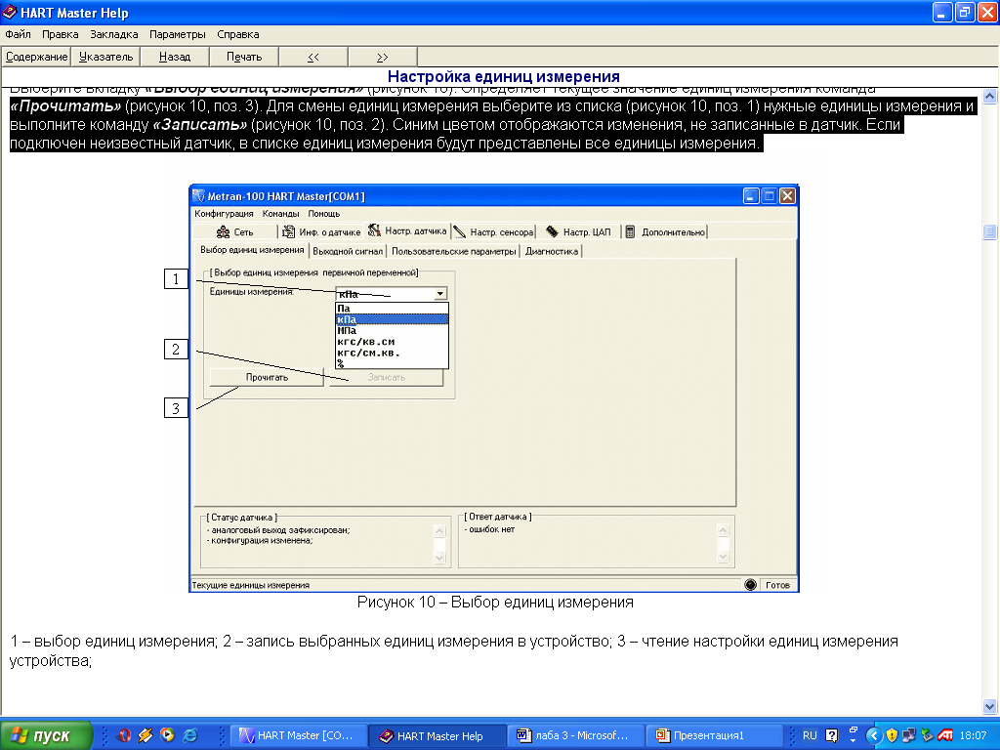 HART Master Help
Файл Правка Закладка Параметры Справка
Содержание Указатель Назад Печать << >>
Настройка единиц измерения
Выберите вкладку «Выбор единиц измерения» (рисунок 10). Определяет текущее значение единиц измерения команда
«Прочитать» (рисунок 10, поз. 3). Для смены единиц измерения выберите из списка (рисунок 10, поз. 1) нужные единицы измерения и
выполните команду «Записать» (рисунок 10, поз. 2). Синим цветом отображаются изменения, не записанные в датчик. Если
подключен неизвестный датчик, в списке единиц измерения будут представлены все единицы измерения.
Metran-100 HART Master[COM1]
Конфигурация Команды Помощь
Сеть Инф. о датчике Настр. датчика Настр. сенсора Настр. ЦАП Дополнительно
Выбор единиц измерения Выходной сигнал Пользовательские параметры Диагностика
[ Выбор единиц измерения первичной переменной]
1
Единицы измерения: кПа
Па
кПа
МПа
кгс/кв.см
кгс/см.кв.
%
2
Прочитать Записать
3
[ Статус датчика ]
- аналоговый выход зафиксирован;
- конфигурация изменена;
[ Ответ датчика ]
- ошибок нет
Текущие единицы измерения Готов
Рисунок 10 – Выбор единиц измерения
1 – выбор единиц измерения; 2 – запись выбранных единиц измерения в устройство; 3 – чтение настройки единиц измерения
устройства;
пуск HART Master [CO... HART Master Help лаба 3 - Microsof... Презентация1 RU 18:07